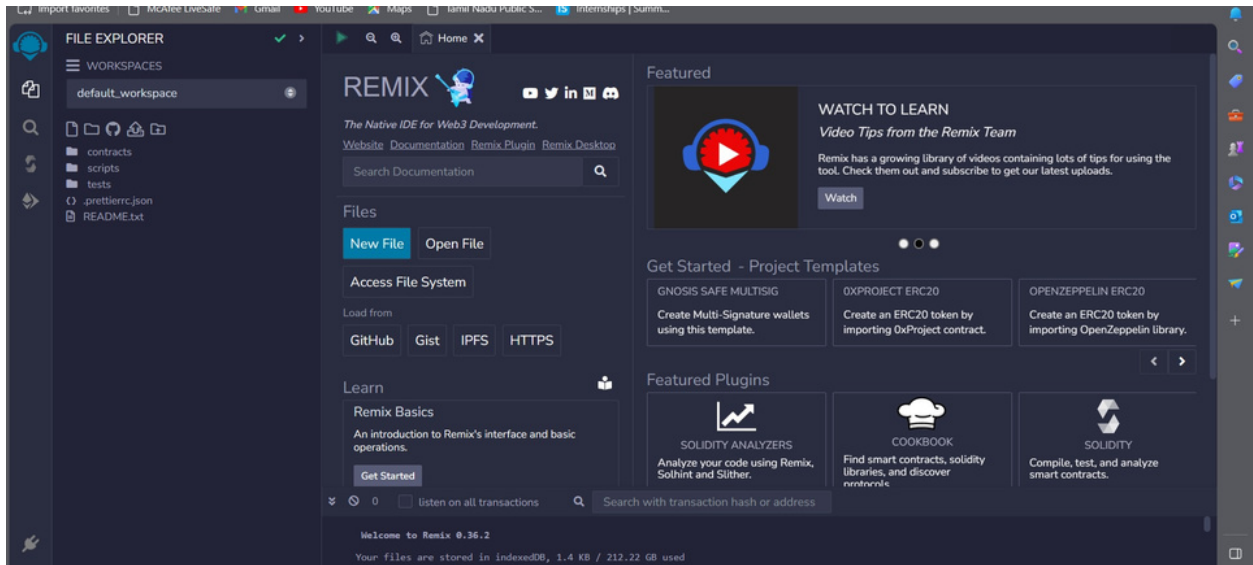 Import favorites McAfee LiveSafe Gmail YouTube Maps Tamil Nadu Public S... TS Internships | Summ...
FILE EXPLORER
WORKSPACES
default_workspace
contracts
scripts
tests
{} .prettierrc.json
README.txt
Home
REMIX
in M
The Native IDE for Web3 Development.
Website Documentation Remix Plugin Remix Desktop
Search Documentation
Files
New File Open File
Access File System
Load from
GitHub Gist IPFS HTTPS
Learn
Remix Basics
An introduction to Remix's interface and basic
operations.
Get Started
Featured
WATCH TO LEARN
Video Tips from the Remix Team
Remix has a growing library of videos containing lots of tips for using the
tool. Check them out and subscribe to get our latest uploads.
Watch
Get Started - Project Templates
GNOSIS SAFE MULTISIG
Create Multi-Signature wallets
using this template.
0XPROJECT ERC20
Create an ERC20 token by
importing 0xProject contract.
OPENZEPPELIN ERC20
Create an ERC20 token by
importing OpenZeppelin library.
Featured Plugins
SOLIDITY ANALYZERS
Analyze your code using Remix,
Solhint and Slither.
COOKBOOK
Find smart contracts, solidity
libraries, and discover
protocols
SOLIDITY
Compile, test, and analyze
smart contracts.
0 listen on all transactions Search with transaction hash or address
Welcome to Remix 0.36.2
Your files are stored in indexedDB, 1.4 KB / 212.22 GB used